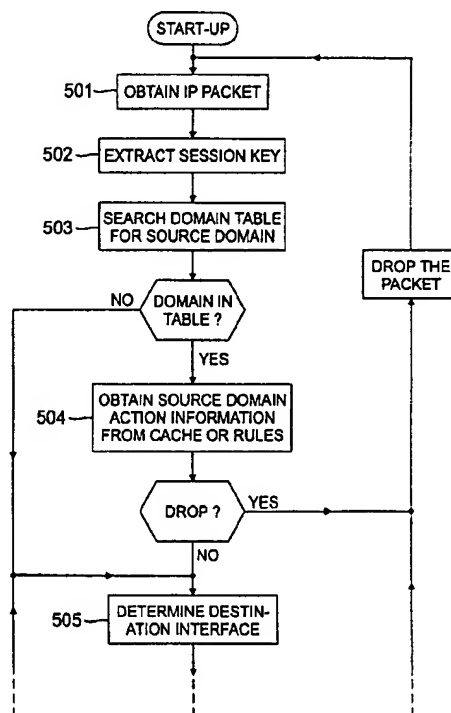 START-UP
501
OBTAIN IP PACKET
502
EXTRACT SESSION KEY
503
SEARCH DOMAIN TABLE
FOR SOURCE DOMAIN
DROP THE
PACKET
NO
DOMAIN IN
TABLE ?
YES
504
OBTAIN SOURCE DOMAIN
ACTION INFORMATION
FROM CACHE OR RULES
DROP ?
YES
NO
505
DETERMINE DESTIN-
ATION INTERFACE